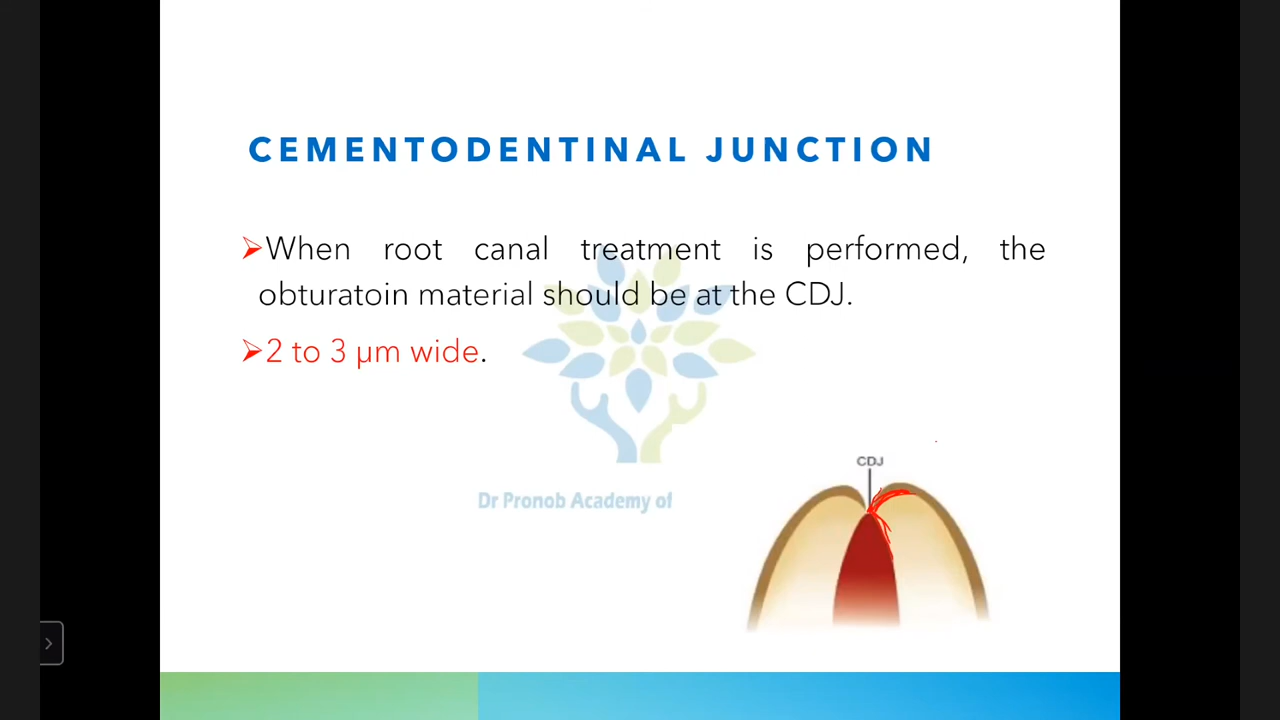 CEMENTODENTINAL JUNCTION
➢When root canal treatment is performed, the
obturatoin material should be at the CDJ.
➢2 to 3 µm wide.
CDJ
Dr Pronob Academy of